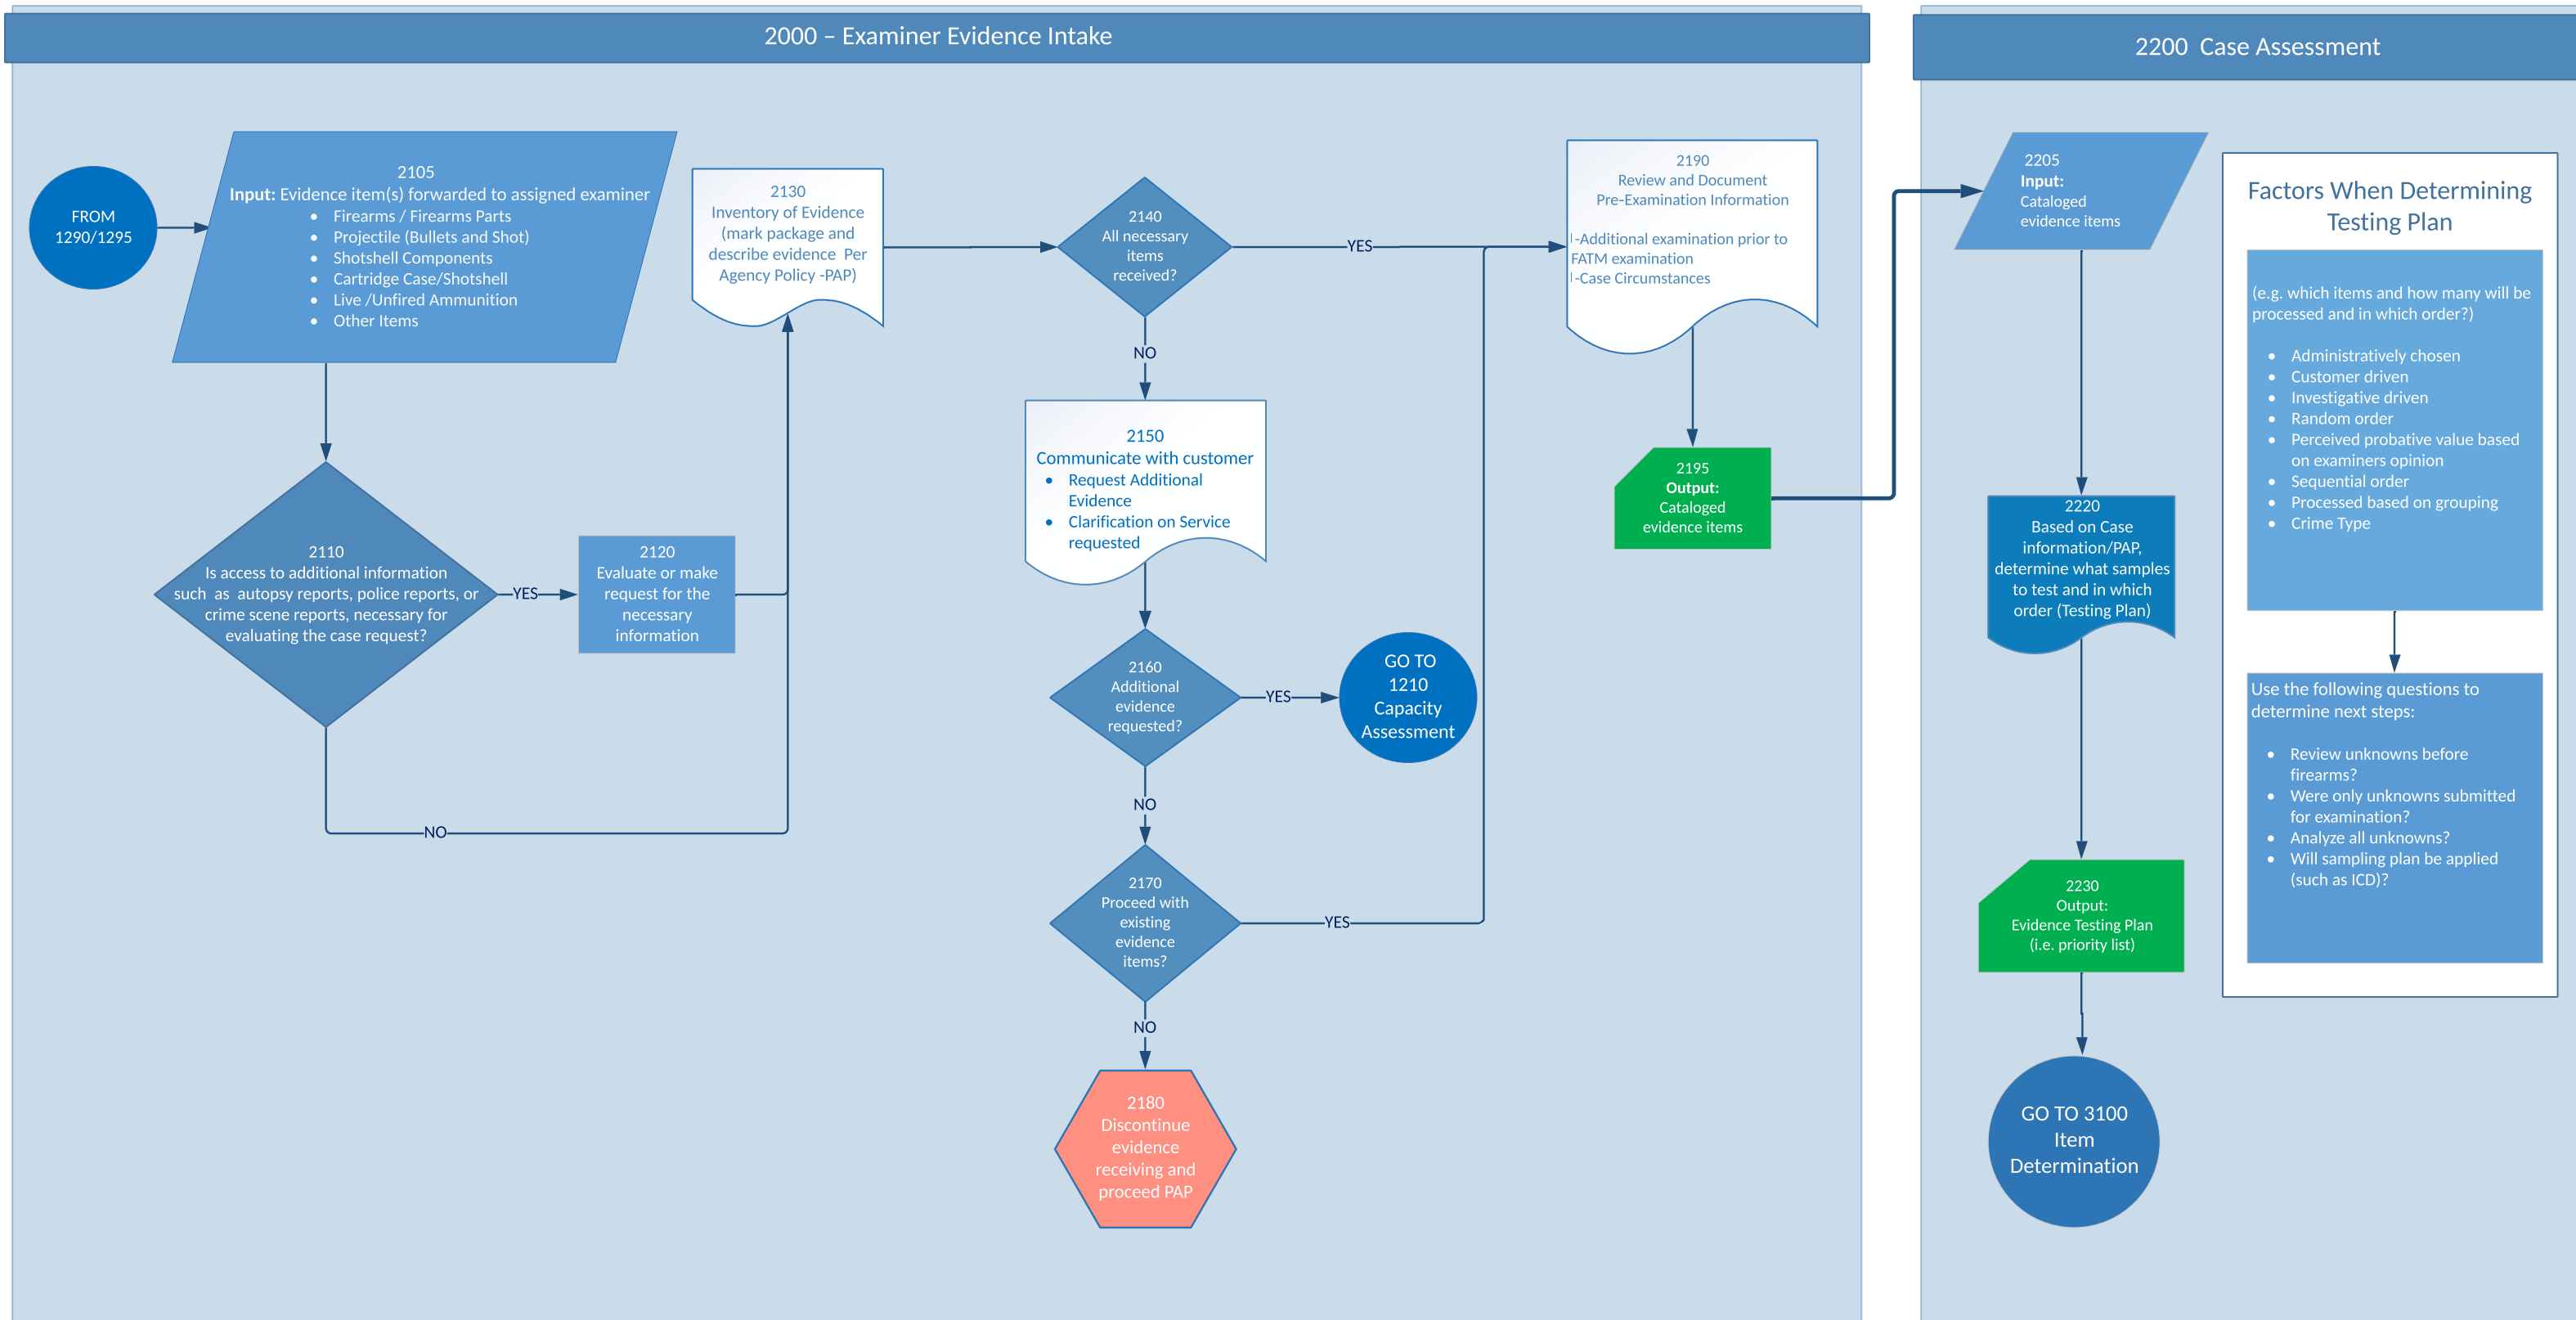 2000 – Examiner Evidence Intake
FROM
1290/1295
2105
Input: Evidence item(s) forwarded to assigned examiner
• Firearms / Firearms Parts
• Projectile (Bullets and Shot)
• Shotshell Components
• Cartridge Case/Shotshell
• Live /Unfired Ammunition
• Other Items
2110
Is access to additional information
such as autopsy reports, police reports, or
crime scene reports, necessary for
evaluating the case request?
YES
NO
2120
Evaluate or make
request for the
necessary
information
2130
Inventory of Evidence
(mark package and
describe evidence Per
Agency Policy -PAP)
2140
All necessary
items
received?
YES
NO
2150
Communicate with customer
• Request Additional
Evidence
• Clarification on Service
requested
2160
Additional
evidence
requested?
YES
GO TO
1210
Capacity
Assessment
NO
2170
Proceed with
existing
evidence
items?
YES
NO
2180
Discontinue
evidence
receiving and
proceed PAP
2190
Review and Document
Pre-Examination Information
-Additional examination prior to
FATM examination
-Case Circumstances
2195
Output:
Cataloged
evidence items
2200 Case Assessment
2205
Input:
Cataloged
evidence items
2220
Based on Case
information/PAP,
determine what samples
to test and in which
order (Testing Plan)
2230
Output:
Evidence Testing Plan
(i.e. priority list)
GO TO 3100
Item
Determination
Factors When Determining
Testing Plan
(e.g. which items and how many will be
processed and in which order?)
• Administratively chosen
• Customer driven
• Investigative driven
• Random order
• Perceived probative value based
on examiners opinion
• Sequential order
• Processed based on grouping
• Crime Type
Use the following questions to
determine next steps:
• Review unknowns before
firearms?
• Were only unknowns submitted
for examination?
• Analyze all unknowns?
• Will sampling plan be applied
(such as ICD)?